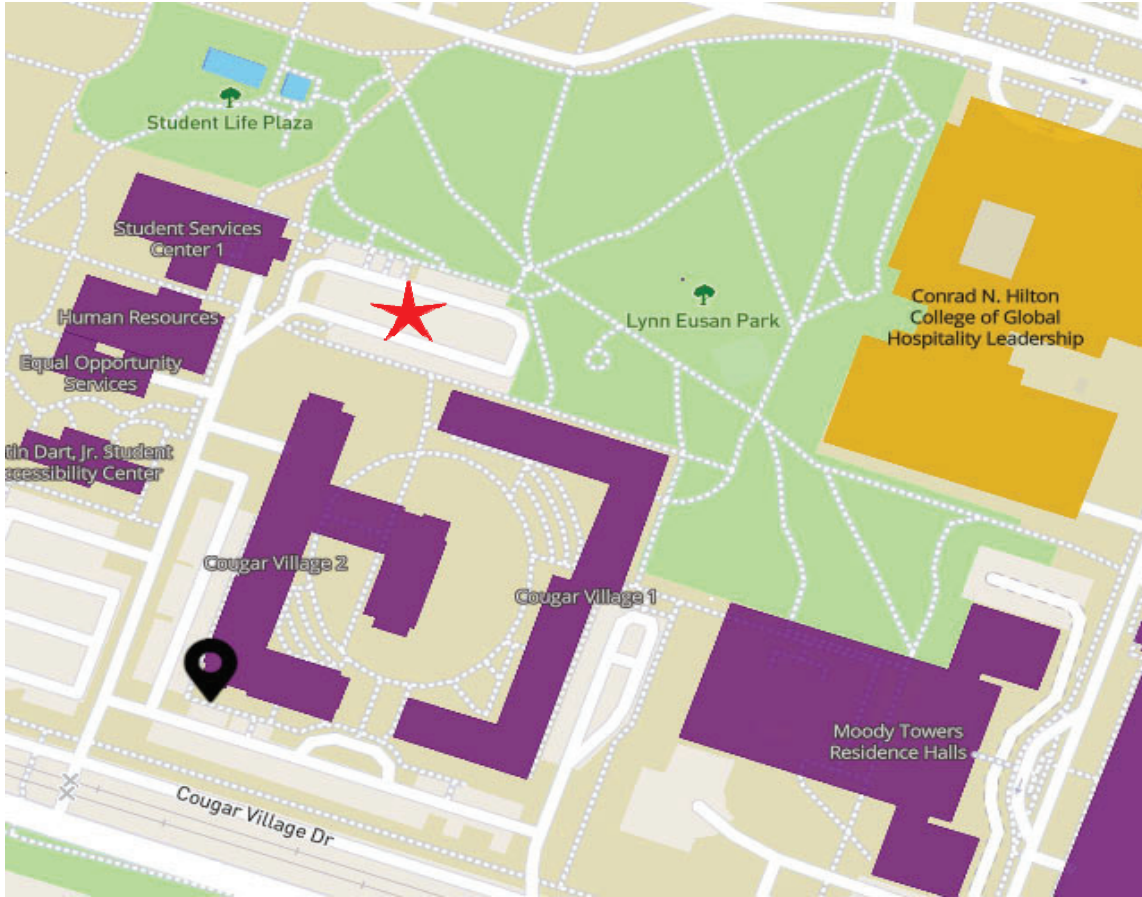 Student Life Plaza
Student Services
Center 1
Human Resources
Equal Opportunity
Services
tin Dart, Jr. Student
ccessibility Center
Lynn Eusan Park
Conrad N. Hilton
College of Global
Hospitality Leadership
Cougar Village 2
Cougar Village 1
Moody Towers
Residence Halls
Cougar Village Dr